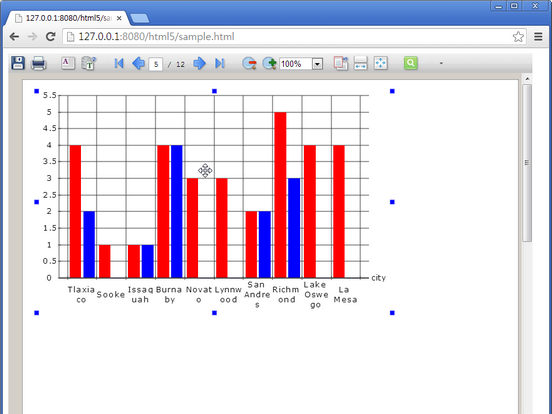 127.0.0.1:8080/html5/sa
127.0.0.1:8080/html5/sample.html
5 / 12
100%
5.5
5
4.5
4
3.5
3
2.5
2
1.5
1
0.5
0
city
Tlaxia
co
Sooke
Issaq
uah
Burna
by
Novat
o
Lynnw
ood
San
Andre
s
Richm
ond
Lake
Oswe
go
La
Mesa